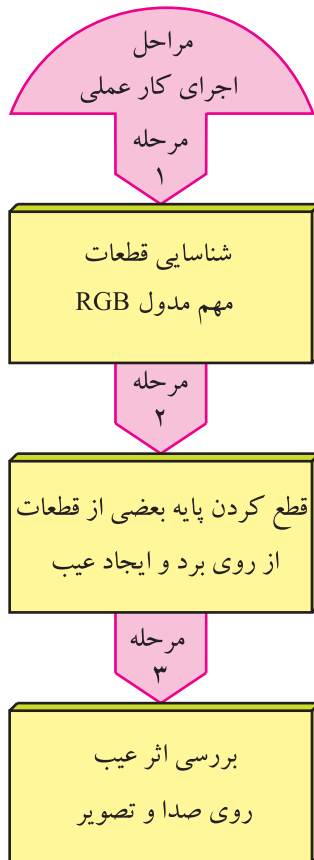 مراحل
اجرای کار عملی
مرحله
۱
شناسایی قطعات
مهم مدول RGB
مرحله
۲
قطع کردن پایه بعضی از قطعات
از روی برد و ایجاد عیب
مرحله
۳
بررسی اثر عیب
روی صدا و تصویر